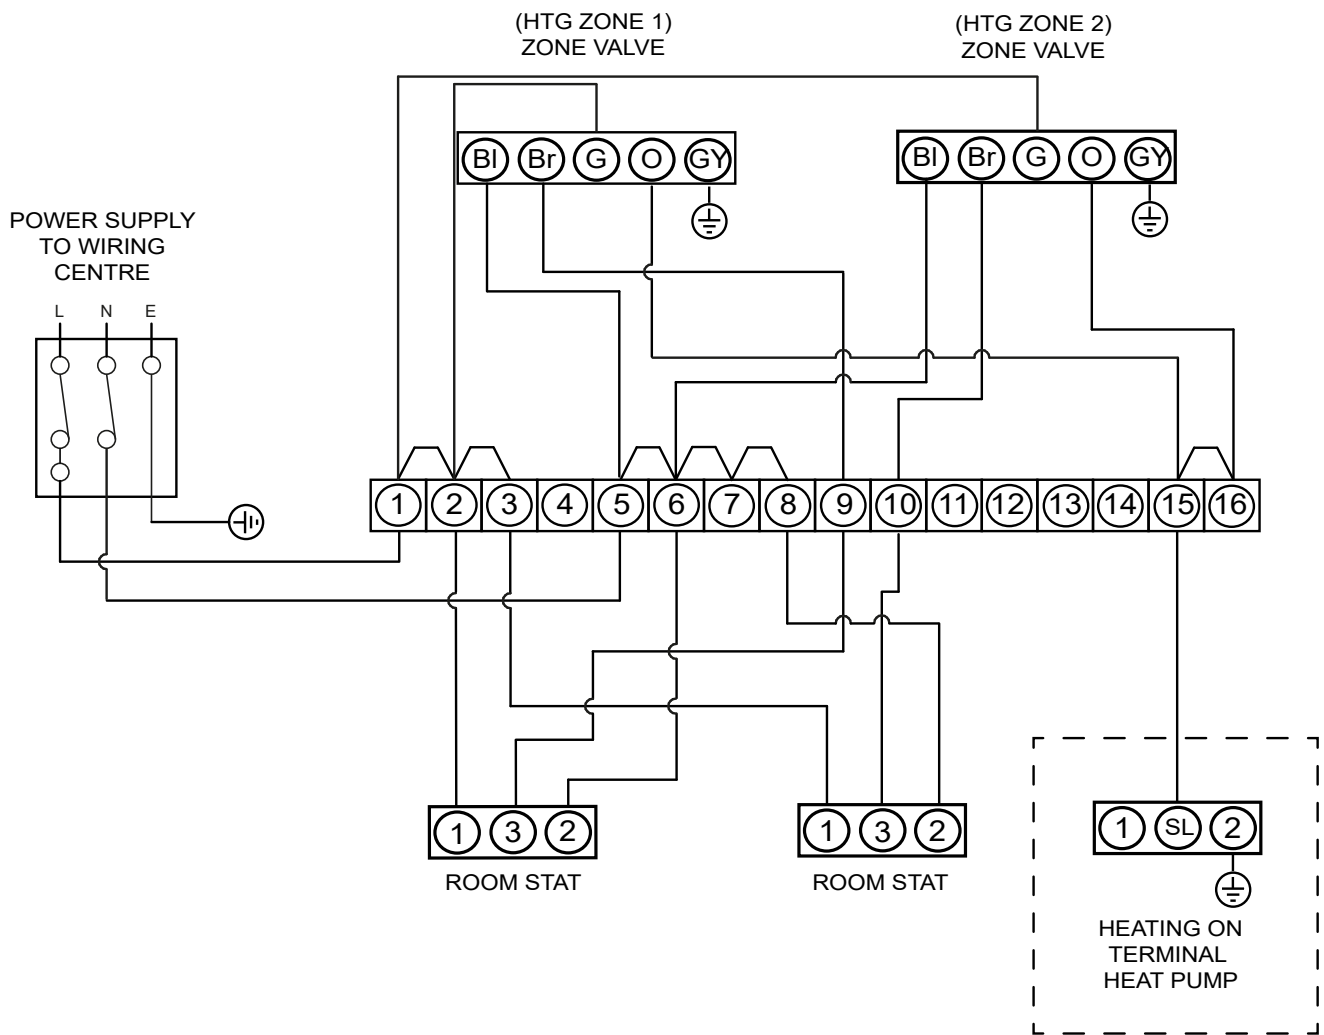 (HTG ZONE 1)
ZONE VALVE
(HTG ZONE 2)
ZONE VALVE
Bl Br G O GY
Bl Br G O GY
POWER SUPPLY
TO WIRING
CENTRE
L N E
1 2 3 4 5 6 7 8 9 10 11 12 13 14 15 16
1 3 2
ROOM STAT
1 3 2
ROOM STAT
1 SL 2
HEATING ON
TERMINAL
HEAT PUMP